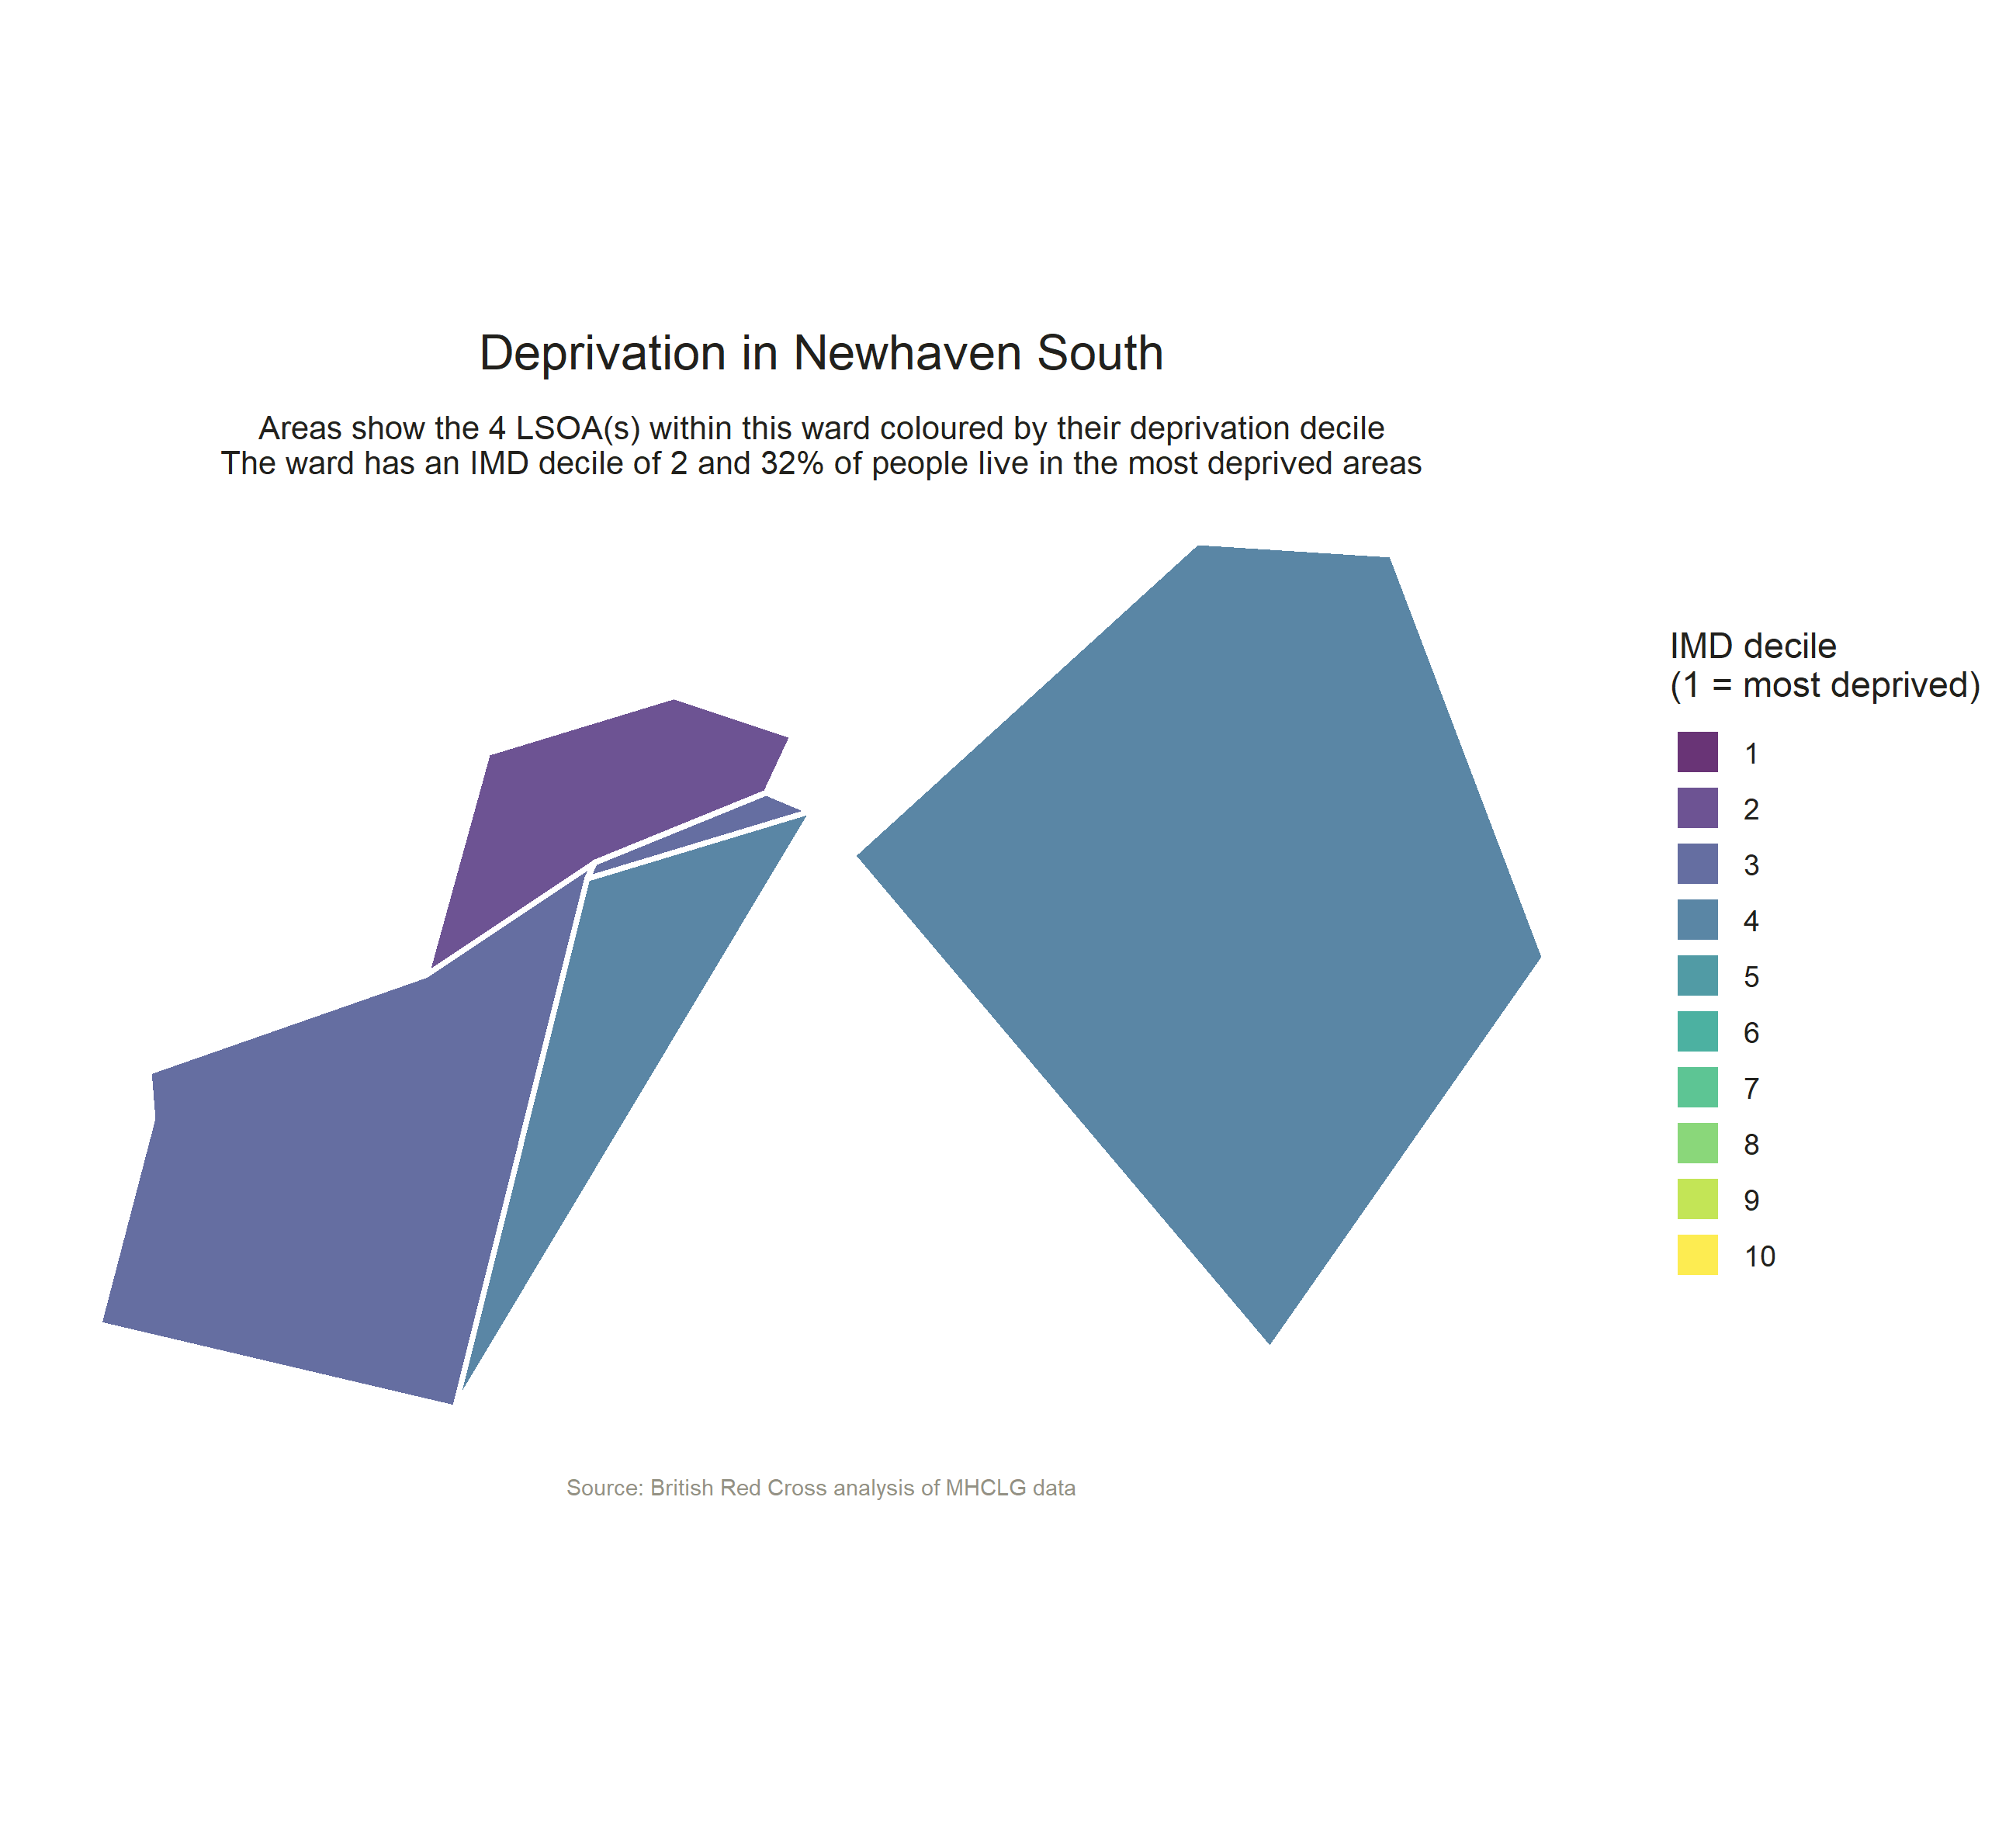 Deprivation in Newhaven South
Areas show the 4 LSOA(s) within this ward coloured by their deprivation decile
The ward has an IMD decile of 2 and 32% of people live in the most deprived areas
IMD decile
(1 = most deprived)
1
2
3
4
5
6
7
8
9
10
Source: British Red Cross analysis of MHCLG data